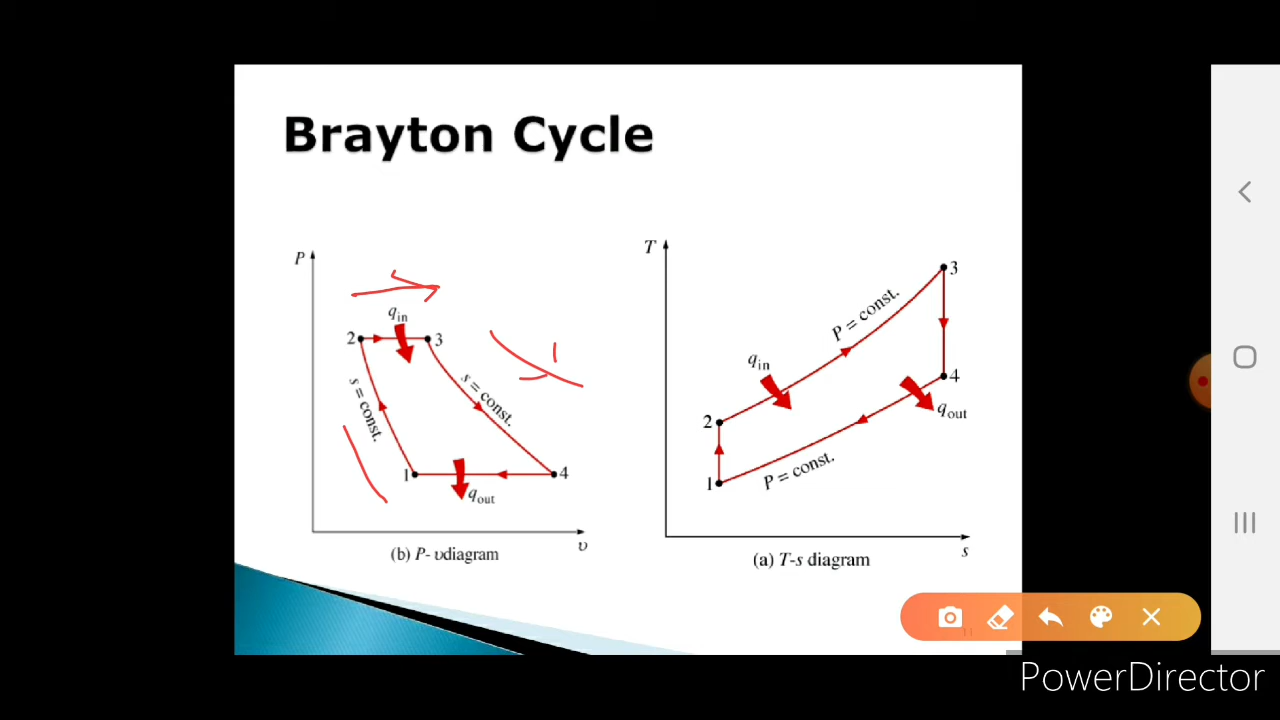 Brayton Cycle
P
q_in
2
3
s = const.
s = const.
1
4
q_out
υ
(b) P- υdiagram
T
3
P = const.
q_in
4
q_out
2
P = const.
1
s
(a) T-s diagram
11
PowerDirector